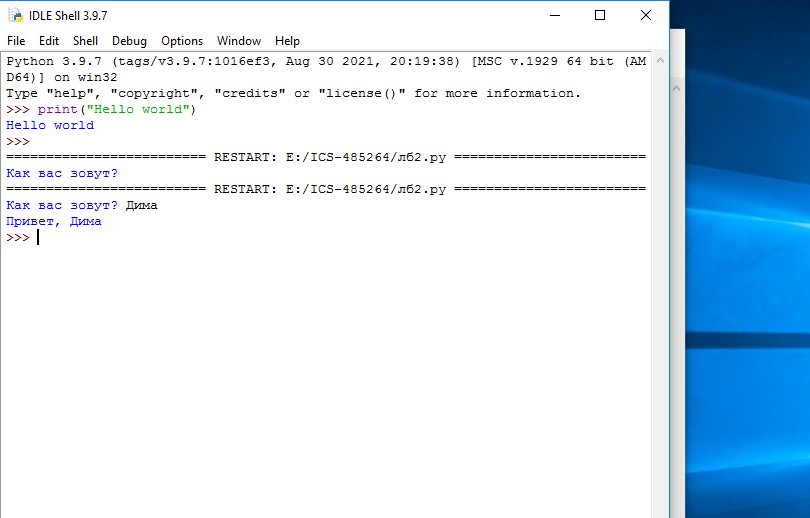 IDLE Shell 3.9.7
File Edit Shell Debug Options Window Help
Python 3.9.7 (tags/v3.9.7:1016ef3, Aug 30 2021, 20:19:38) [MSC v.1929 64 bit (AM
D64)] on win32
Type "help", "copyright", "credits" or "license()" for more information.
>>> print("Hello world")
Hello world
>>>
========================= RESTART: E:/ICS-485264/лб2.py ========================
Как вас зовут?
========================= RESTART: E:/ICS-485264/лб2.py ========================
Как вас зовут? Дима
Привет, Дима
>>>